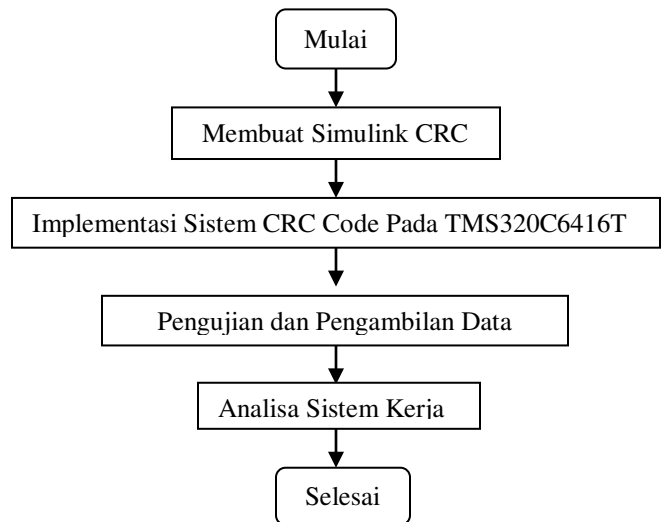 Mulai
Membuat Simulink CRC
Implementasi Sistem CRC Code Pada TMS320C6416T
Pengujian dan Pengambilan Data
Analisa Sistem Kerja
Selesai